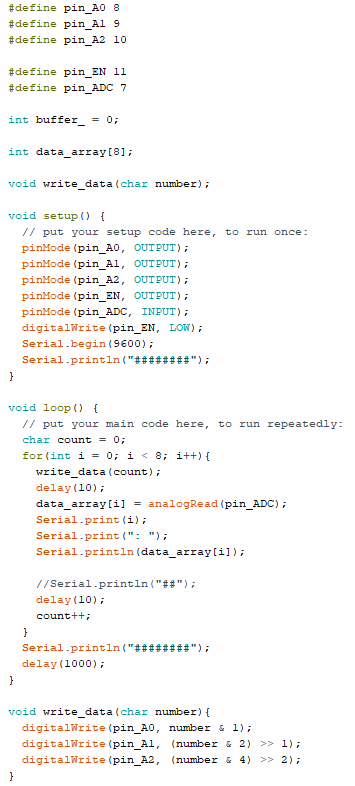 #define pin_A0 8
#define pin_A1 9
#define pin_A2 10

#define pin_EN 11
#define pin_ADC 7

int buffer_ = 0;

int data_array[8];

void write_data(char number);

void setup() {
  // put your setup code here, to run once:
  pinMode(pin_A0, OUTPUT);
  pinMode(pin_A1, OUTPUT);
  pinMode(pin_A2, OUTPUT);
  pinMode(pin_EN, OUTPUT);
  pinMode(pin_ADC, INPUT);
  digitalWrite(pin_EN, LOW);
  Serial.begin(9600);
  Serial.println("########");
}

void loop() {
  // put your main code here, to run repeatedly:
  char count = 0;
  for(int i = 0; i < 8; i++){
    write_data(count);
    delay(10);
    data_array[i] = analogRead(pin_ADC);
    Serial.print(i);
    Serial.print(": ");
    Serial.println(data_array[i]);

    //Serial.println("##");
    delay(10);
    count++;
  }
  Serial.println("########");
  delay(1000);
}

void write_data(char number){
  digitalWrite(pin_A0, number & 1);
  digitalWrite(pin_A1, (number & 2) >> 1);
  digitalWrite(pin_A2, (number & 4) >> 2);
}